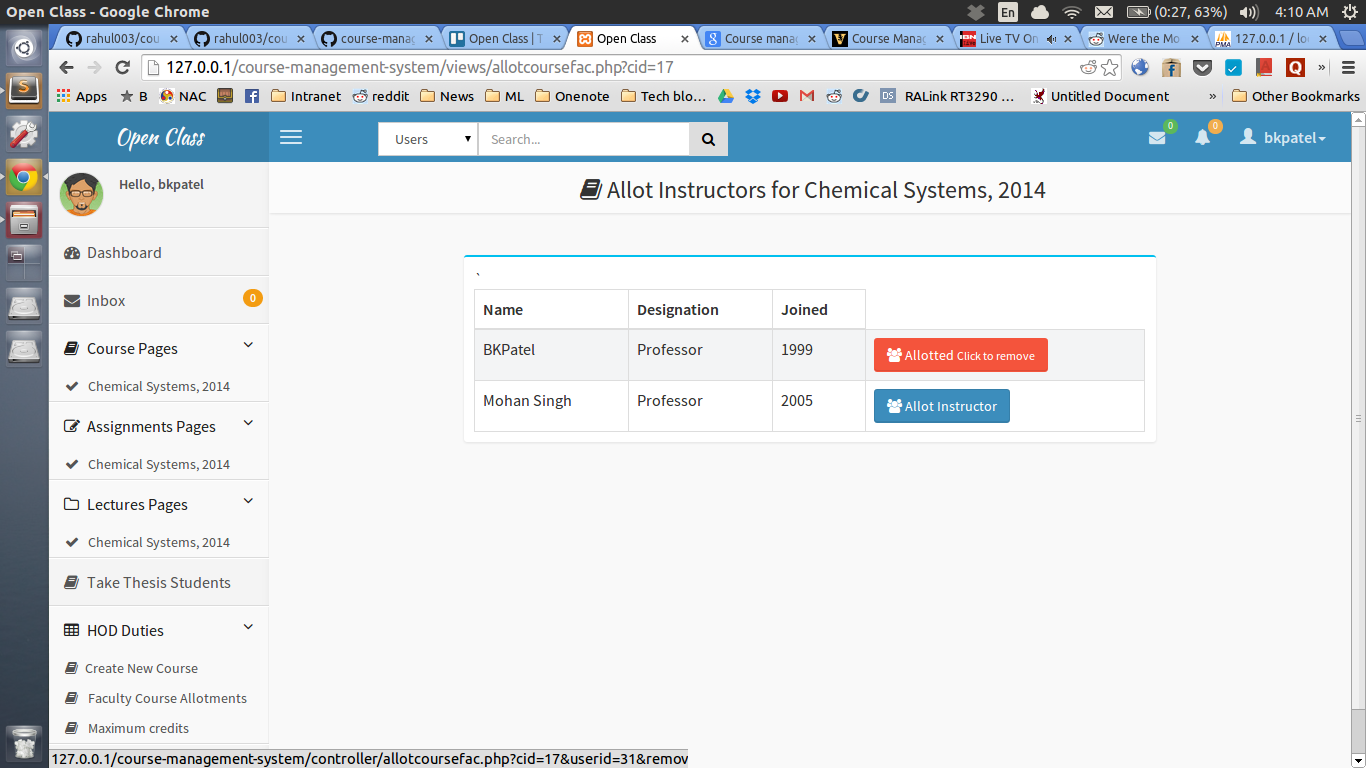 Open Class - Google Chrome
En
(0:27, 63%)
4:10 AM
rahul003/cou
rahul003/cou
course-manag
Open Class | T
Open Class
Course manag
Course Manag
Live TV On
Were the Mo
127.0.0.1 / lo
127.0.0.1/course-management-system/views/allotcoursefac.php?cid=17
Apps
B
NAC
Intranet
reddit
News
ML
Onenote
Tech blo...
RALink RT3290 ...
Untitled Document
»
Other Bookmarks
Open Class
Users
Search...
0
0
bkpatel
Hello, bkpatel
Allot Instructors for Chemical Systems, 2014
Dashboard
Inbox
0
Course Pages
Chemical Systems, 2014
Assignments Pages
Chemical Systems, 2014
Lectures Pages
Chemical Systems, 2014
Take Thesis Students
HOD Duties
Create New Course
Faculty Course Allotments
Maximum credits
`
Name Designation Joined
BKPatel Professor 1999 Allotted Click to remove
Mohan Singh Professor 2005 Allot Instructor
127.0.0.1/course-management-system/controller/allotcoursefac.php?cid=17&userid=31&remov